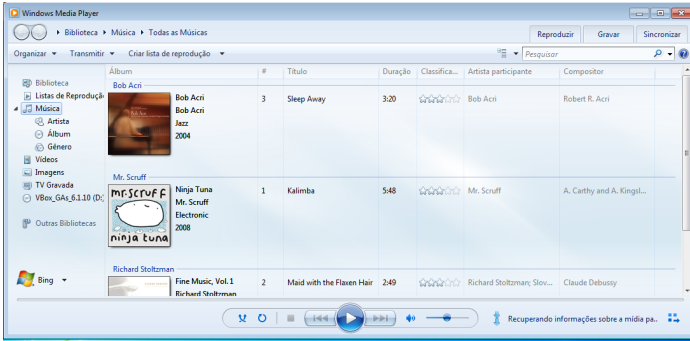 Windows Media Player
Biblioteca Música Todas as Músicas
Reproduzir Gravar Sincronizar
Organizar Transmitir Criar lista de reprodução Pesquisar
Álbum # Título Duração Classifica... Artista participante Compositor
Biblioteca
Listas de Reproduçã
Música
Artista
Álbum
Gênero
Vídeos
Imagens
TV Gravada
VBox_GAs_6.1.10 (D:)
Outras Bibliotecas
Bing
Bob Acri
Bob Acri 3 Sleep Away 3:20 Bob Acri Robert R. Acri
Bob Acri
Jazz
2004
Mr. Scruff
mr.scruff
ninja tuna
Ninja Tuna 1 Kalimba 5:48 Mr. Scruff A. Carthy and A. Kingsl...
Mr. Scruff
Electronic
2008
Richard Stoltzman
Fine Music, Vol. 1 2 Maid with the Flaxen Hair 2:49 Richard Stoltzman; Slov... Claude Debussy
Richard Stoltzman
Recuperando informações sobre a mídia pa..